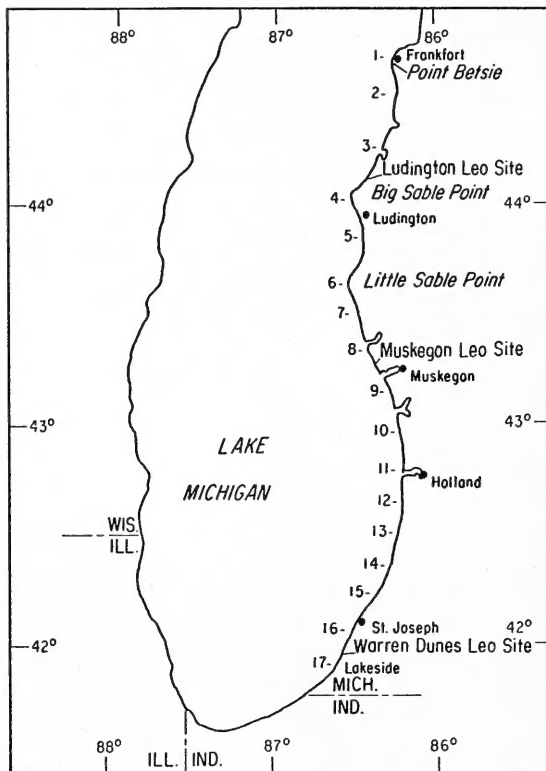 88° 87° 86°
1- Frankfort
Point Betsie
2-
3-
Ludington Leo Site
Big Sable Point
44° 4- 44°
Ludington
5-
6- Little Sable Point
7-
8- Muskegon Leo Site
Muskegon
9-
43° 10- 43°
LAKE
MICHIGAN
11-
Holland
12-
WIS.
ILL.
13-
14-
15-
42° 16- St. Joseph 42°
Warren Dunes Leo Site
17- Lakeside
MICH.
IND.
88° 87° 86°
ILL. IND.